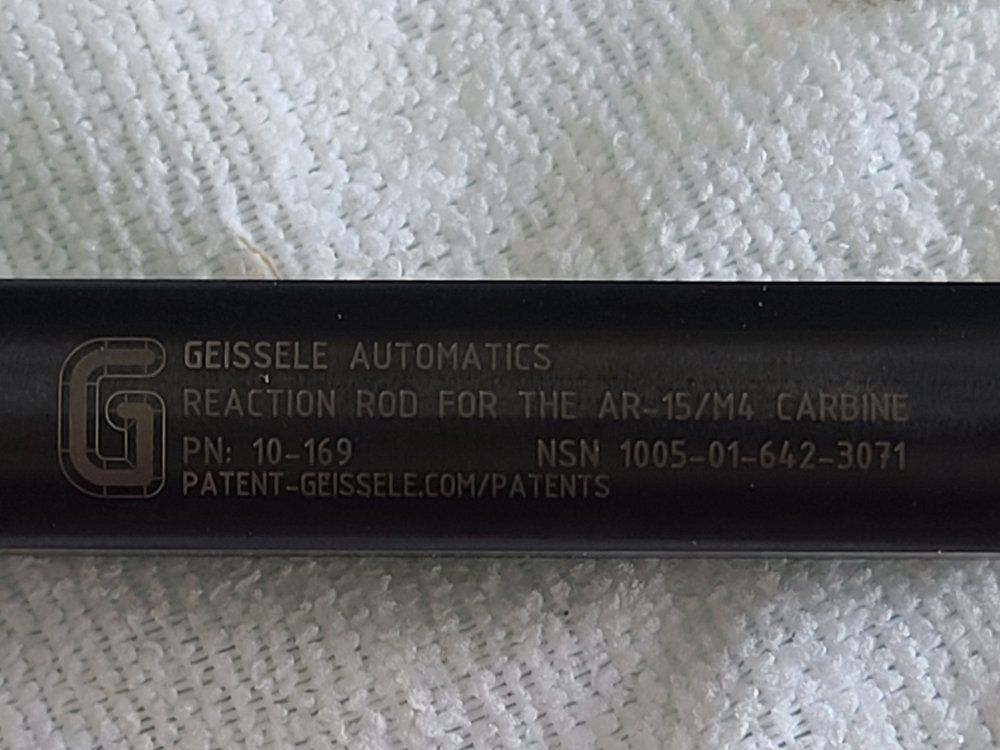 GEISSELE AUTOMATICS
REACTION ROD FOR THE AR-15/M4 CARBINE
PN: 10-169 NSN 1005-01-642-3071
PATENT-GEISSELE.COM/PATENTS